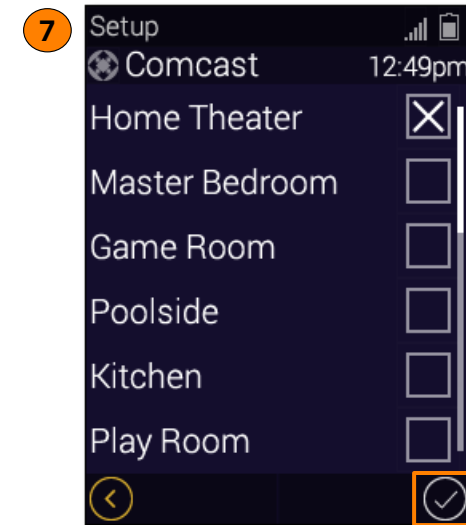 7
Setup
Comcast 12:49pm
Home Theater
Master Bedroom
Game Room
Poolside
Kitchen
Play Room